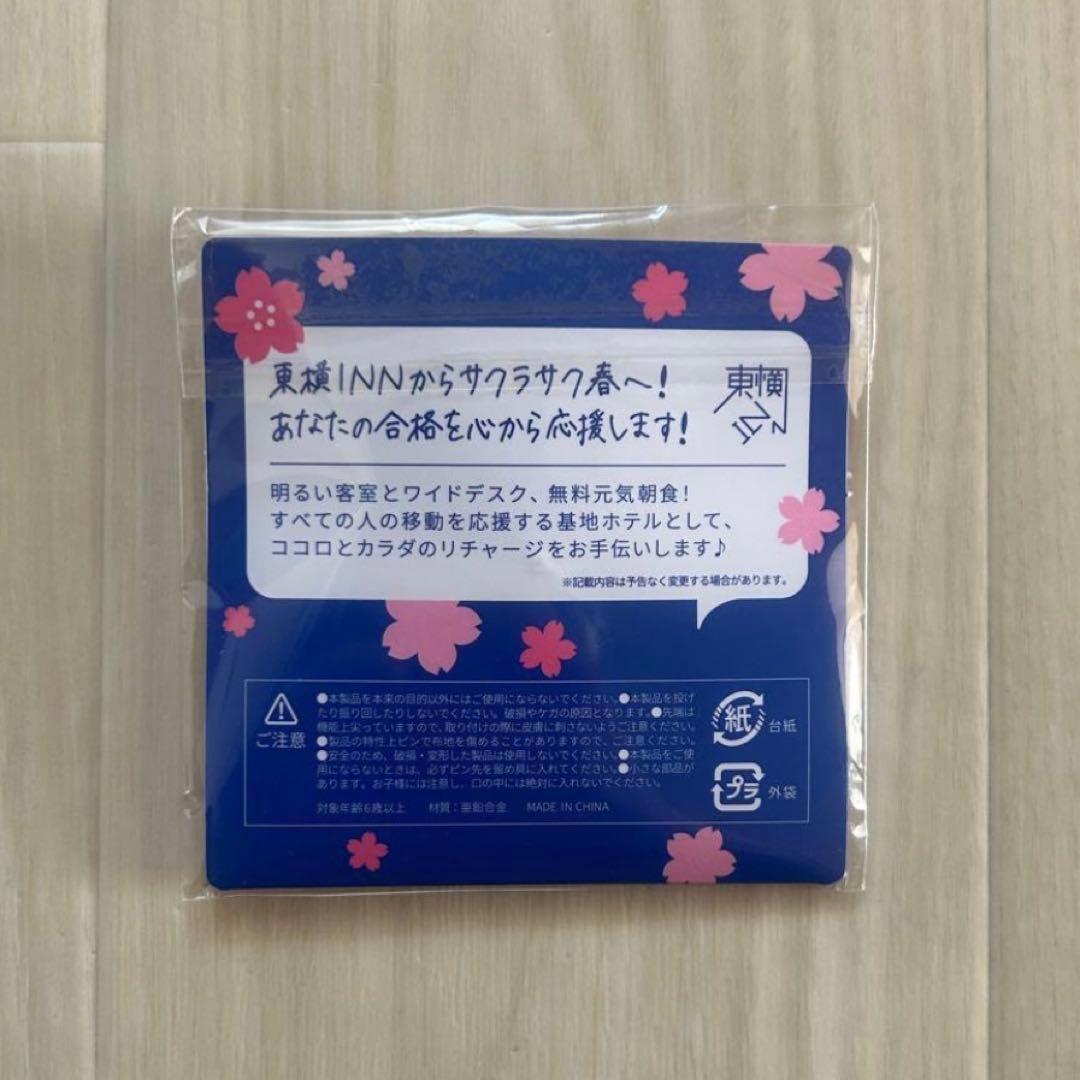 東横INNからサクラサク春へ!
あなたの合格を心から応援します!
東横
INN
明るい客室とワイドデスク、無料元気朝食!
すべての人の移動を応援する基地ホテルとして、
ココロとカラダのリチャージをお手伝いします♪
※記載内容は予告なく変更する場合があります。
ご注意
●本製品を本来の目的以外にはご使用にならないでください。●本製品を投げ
たり振り回したりしないでください。破損やケガの原因となります。●先端は
機能上尖っていますので、取り付けの際に皮膚に刺さないようご注意ください。
●製品の特性上ピンで布地を傷めることがありますので、ご注意ください。
●安全のため、破損・変形した製品は使用しないでください。●本製品をご使
用にならないときは、必ずピン先を留め具に入れてください。●小さな部品が
あります。お子様には注意し、口の中には絶対に入れないでください。
対象年齢6歳以上 材質:亜鉛合金 MADE IN CHINA
紙 台紙
プラ 外袋